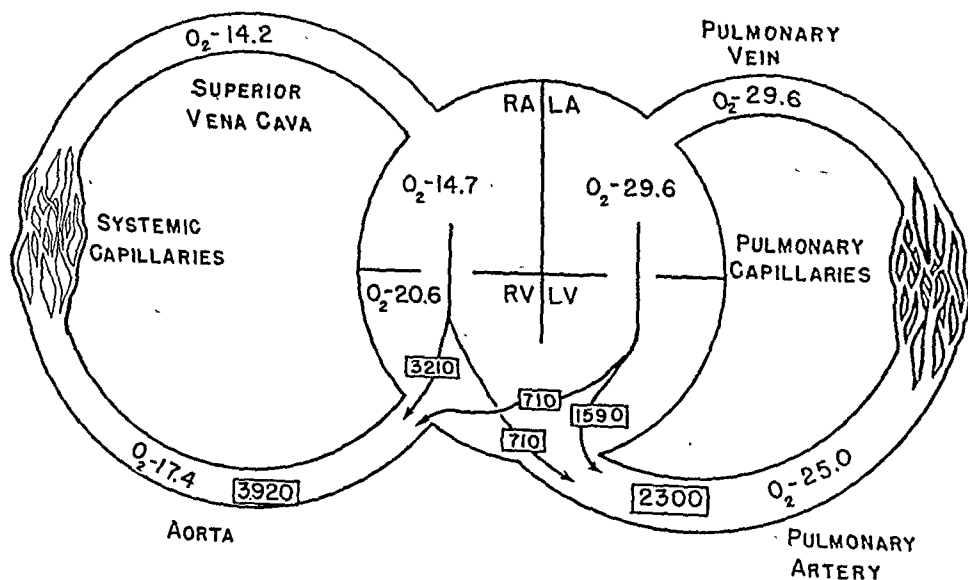 O₂-14.2
SUPERIOR
VENA CAVA
PULMONARY
VEIN
O₂-29.6
RA LA
O₂-14.7
O₂-29.6
SYSTEMIC
CAPILLARIES
PULMONARY
CAPILLARIES
O₂-20.6
RV LV
3210
710
1590
710
O₂-17.4
3920
2300
O₂-25.0
AORTA
PULMONARY
ARTERY